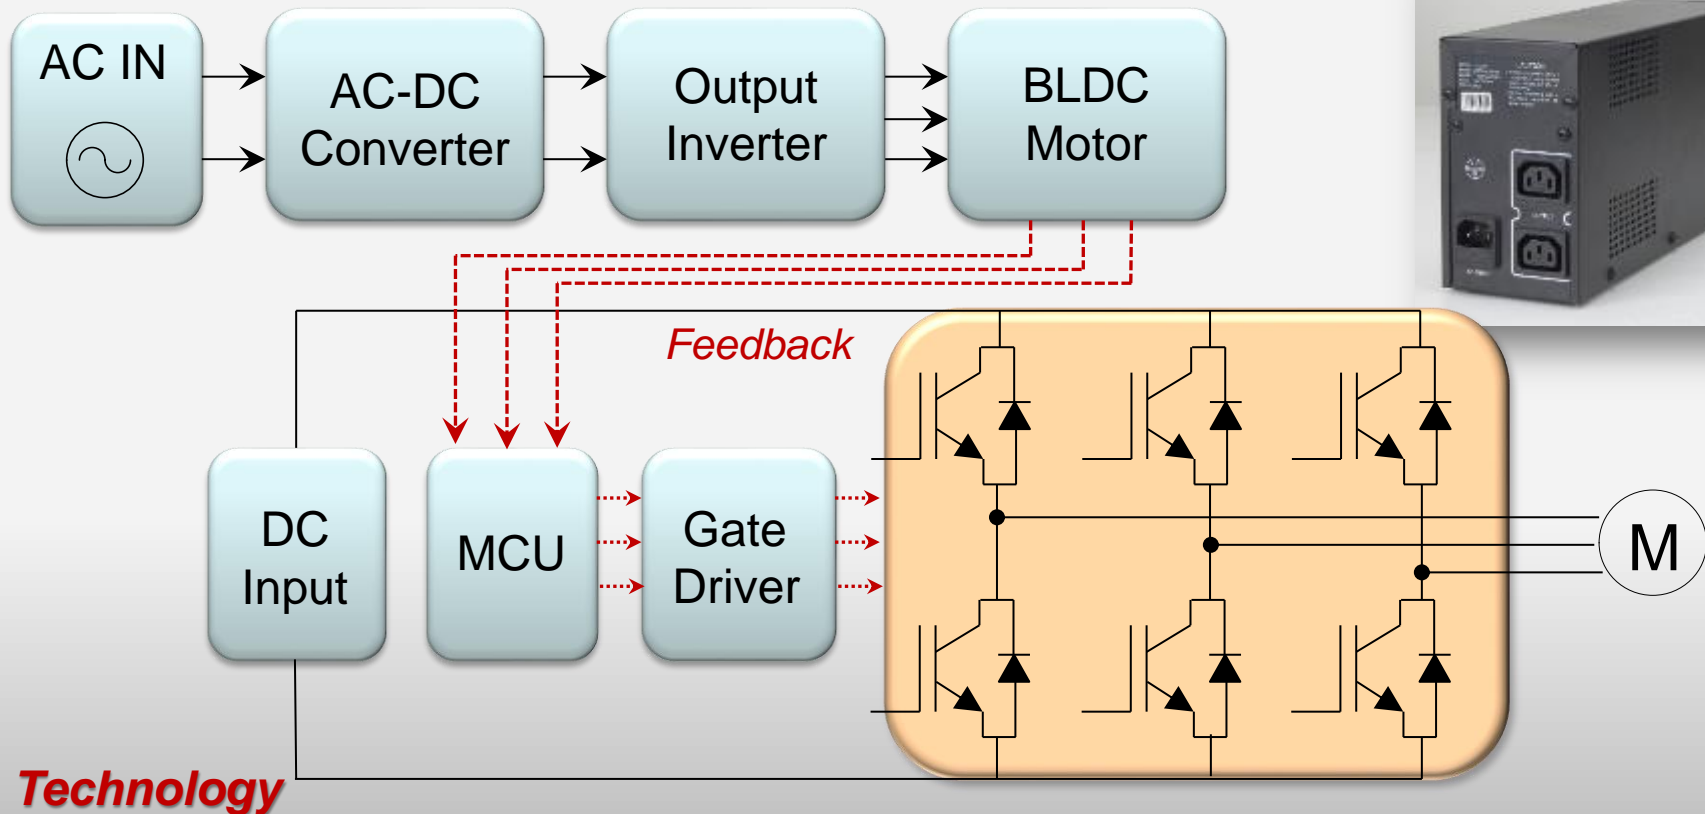 AC IN
AC-DC
Converter
Output
Inverter
BLDC
Motor
Feedback
DC
Input
MCU
Gate
Driver
M
Technology